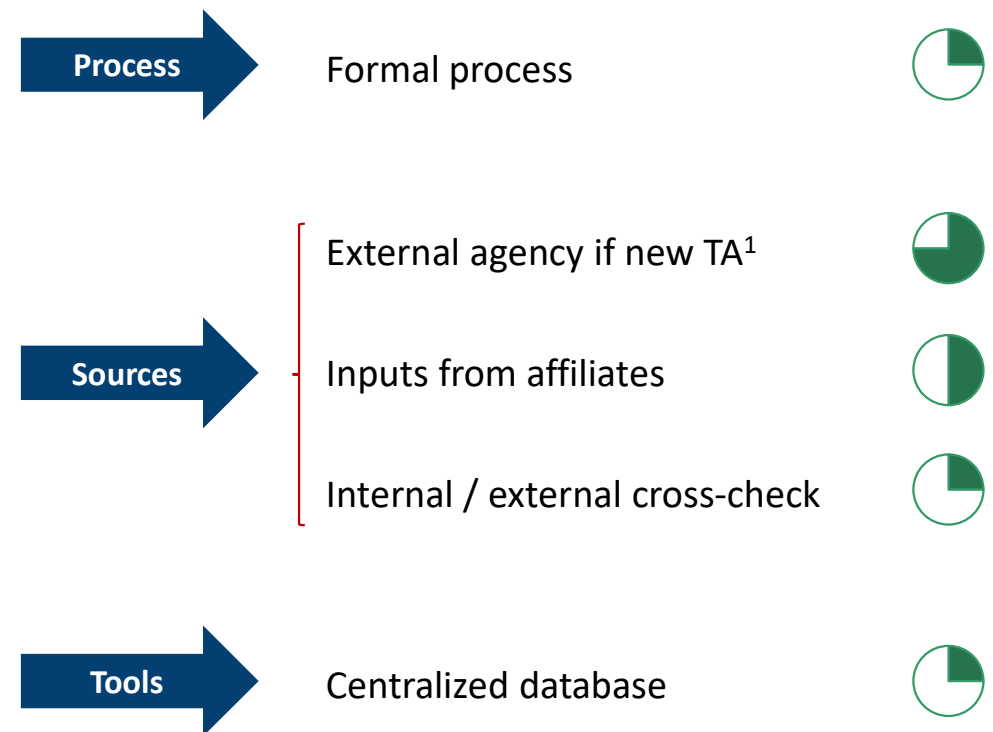 Process
Formal process
External agency if new TA¹
Sources
Inputs from affiliates
Internal / external cross-check
Tools
Centralized database